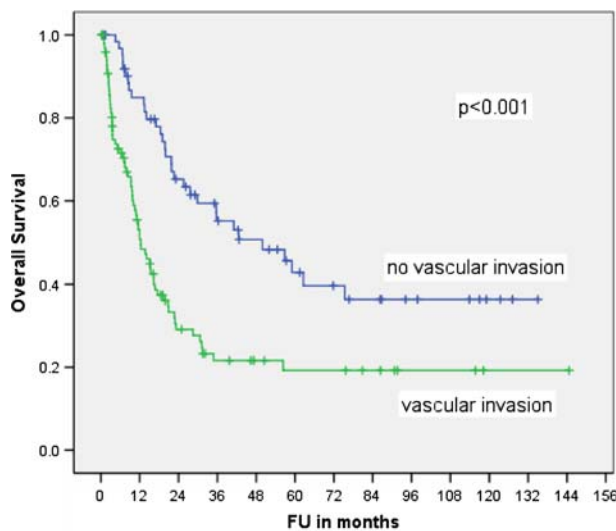 1.0
p<0.001
0.8
0.6
Overall Survival
no vascular invasion
0.4
0.2
vascular invasion
0.0
0 12 24 36 48 60 72 84 96 108 120 132 144 156
FU in months